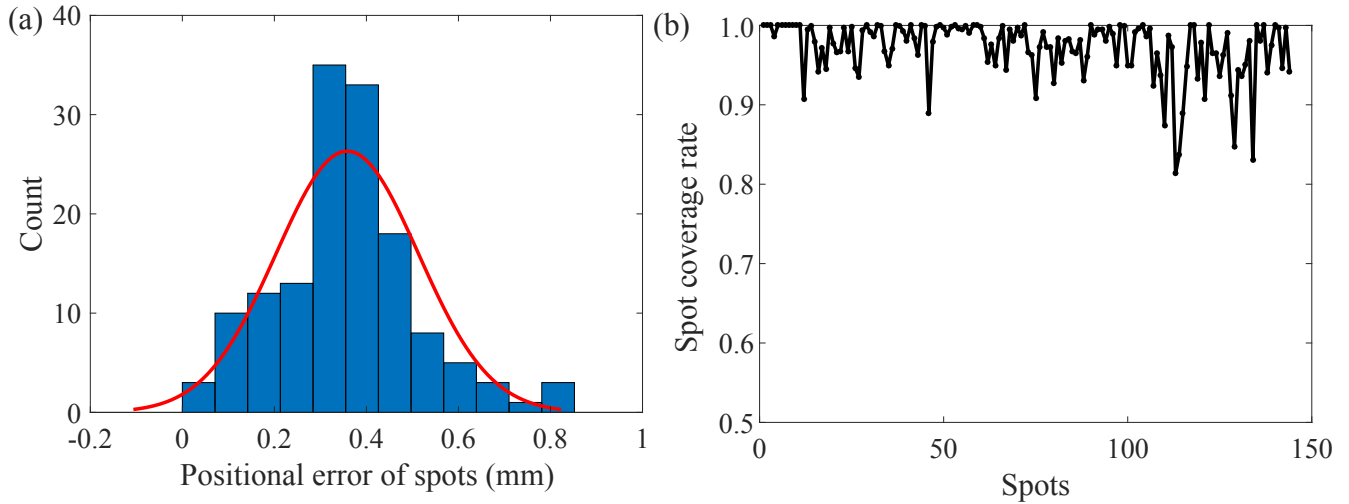 (a)
40
30
20
10
0
Count
-0.2 0 0.2 0.4 0.6 0.8 1
Positional error of spots (mm)
(b)
1.0
0.9
0.8
0.7
0.6
0.5
Spot coverage rate
0 50 100 150
Spots